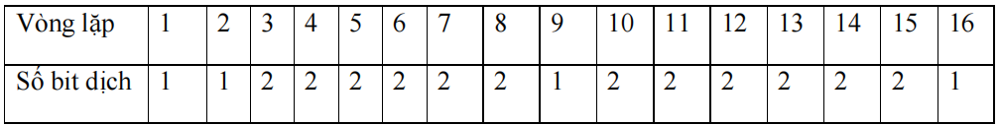 Vòng lặp 1 2 3 4 5 6 7 8 9 10 11 12 13 14 15 16
Số bit dịch 1 1 2 2 2 2 2 2 1 2 2 2 2 2 2 1